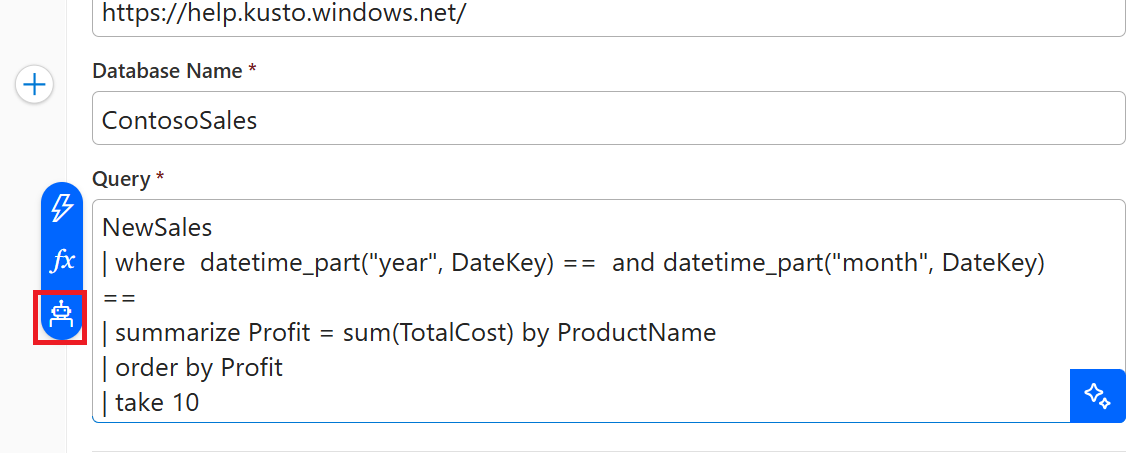 https://help.kusto.windows.net/
Database Name *
ContosoSales
Query *
NewSales
| where  datetime_part("year", DateKey) ==  and datetime_part("month", DateKey)
==
| summarize Profit = sum(TotalCost) by ProductName
| order by Profit
| take 10
fx